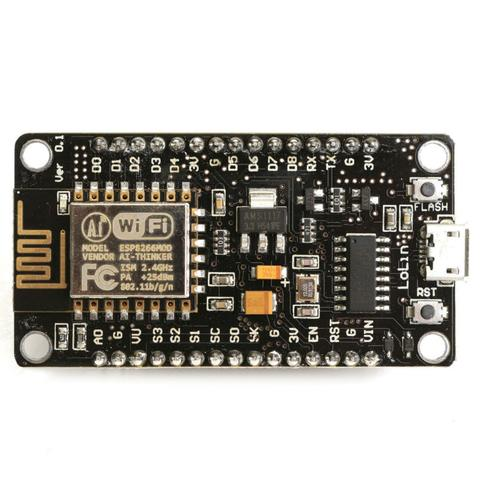 Ver 0.1
D0 D1 D2 D3 D4 3V G D5 D6 D7 D8 RX TX G 3V
FLASH
Ai WiFi
MODEL ESP8266MOD
VENDOR AI-THINKER
FC ISM 2.4GHz
PA +25dBm
802.11b/g/n
AMS1117
LoLin
RST
A0 G VU S3 S2 S1 SC SO SK G 3V EN RST G VIN